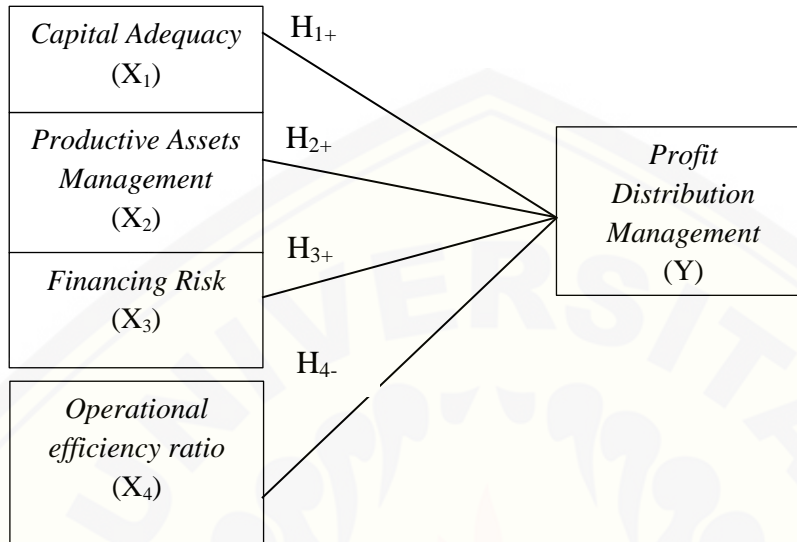 Capital Adequacy
(X₁)
H₁₊
Productive Assets
Management
(X₂)
H₂₊
Financing Risk
(X₃)
H₃₊
Operational
efficiency ratio
(X₄)
H₄₋
Profit
Distribution
Management
(Y)
UNIVERSITA